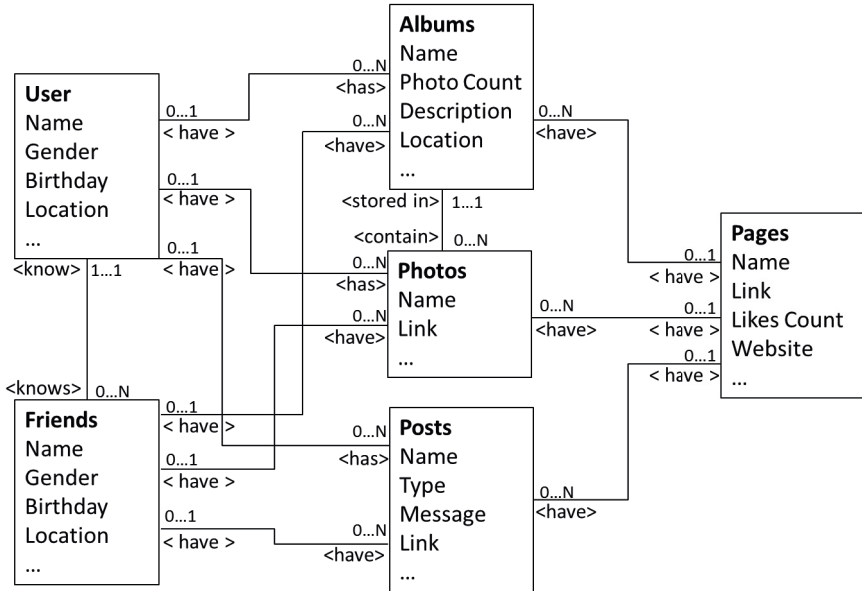 Albums
Name
Photo Count
Description
Location
...
User
Name
Gender
Birthday
Location
...
0...1
< have >
0...1
< have >
0...1
< have >
0...N
<has>
0...N
<have>
0...N
<have>
<stored in>
1...1
<contain>
0...N
<know>
1...1
<knows>
0...N
Photos
Name
Link
...
0...N
<has>
0...N
<have>
0...N
<have>
Pages
Name
Link
Likes Count
Website
...
0...1
< have >
0...1
< have >
0...1
< have >
Friends
Name
Gender
Birthday
Location
...
0...1
< have >
0...1
< have >
0...1
< have >
Posts
Name
Type
Message
Link
...
0...N
<has>
0...N
<have>
0...N
<have>